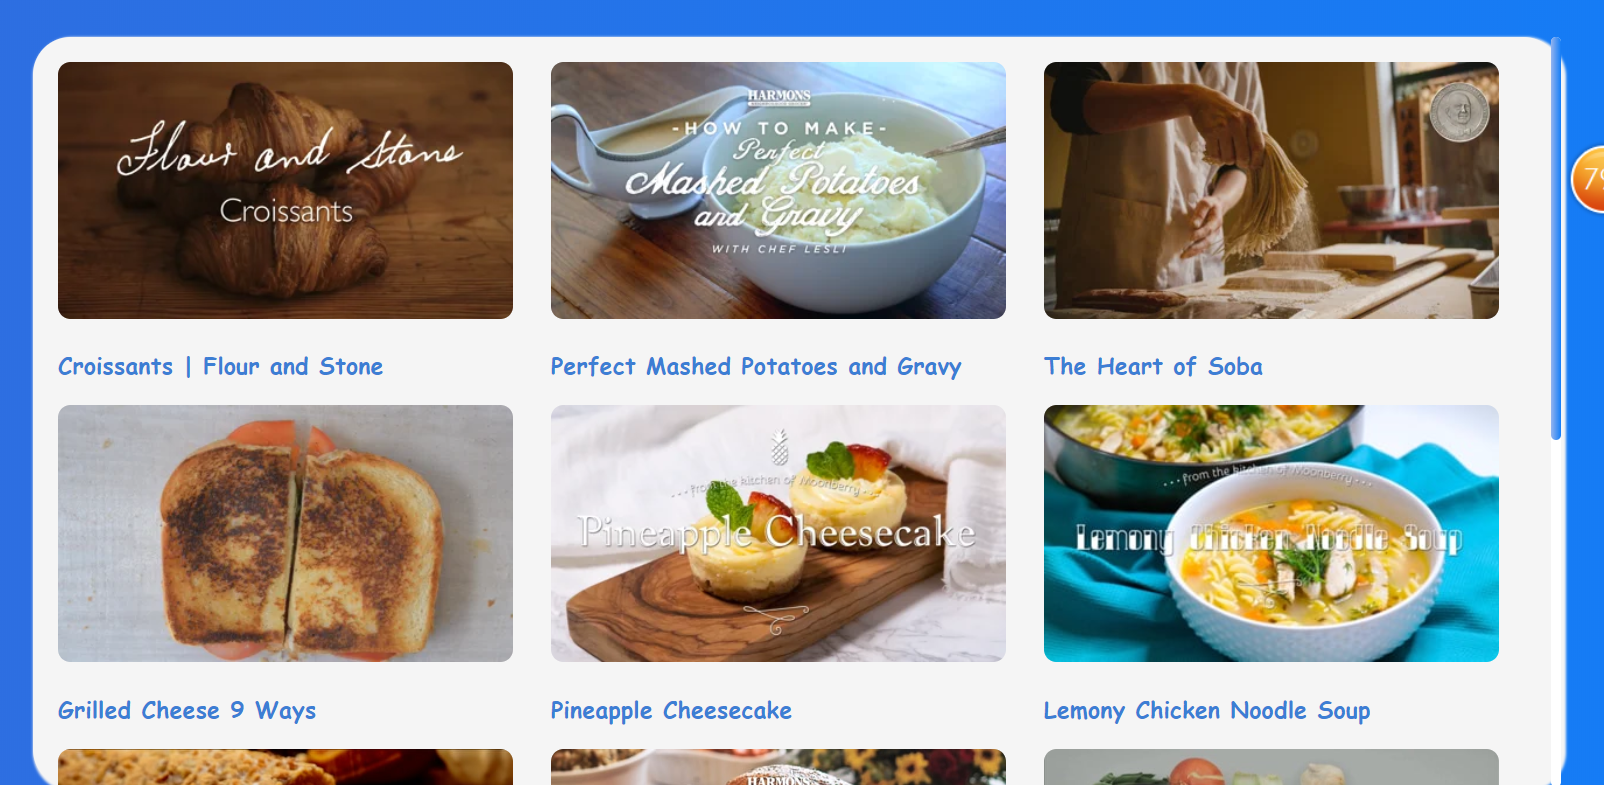 Flour and Stone
Croissants
HARMONS
-HOW TO MAKE-
Perfect
Mashed Potatoes
and Gravy
WITH CHEF LESLI
Croissants | Flour and Stone
Perfect Mashed Potatoes and Gravy
The Heart of Soba
from the kitchen of Moonberry
Pineapple Cheesecake
from the kitchen of Moonberry
Lemony Chicken Noodle Soup
Grilled Cheese 9 Ways
Pineapple Cheesecake
Lemony Chicken Noodle Soup
HARMONS